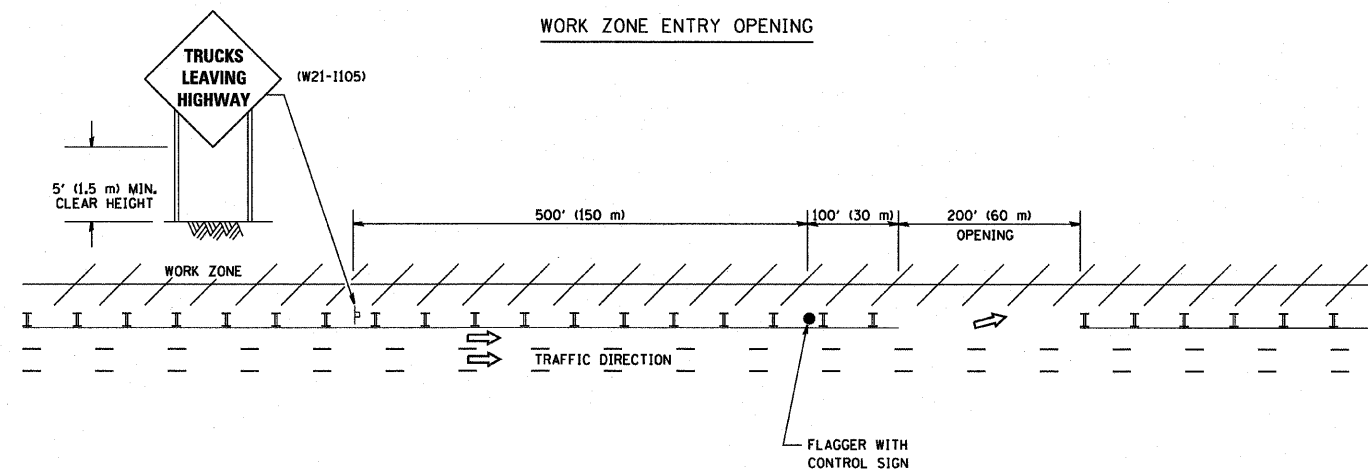 WORK ZONE ENTRY OPENING
TRUCKS
LEAVING
HIGHWAY
(W21-I105)
5' (1.5 m) MIN.
CLEAR HEIGHT
500' (150 m)
100' (30 m)
200' (60 m)
OPENING
WORK ZONE
TRAFFIC DIRECTION
FLAGGER WITH
CONTROL SIGN